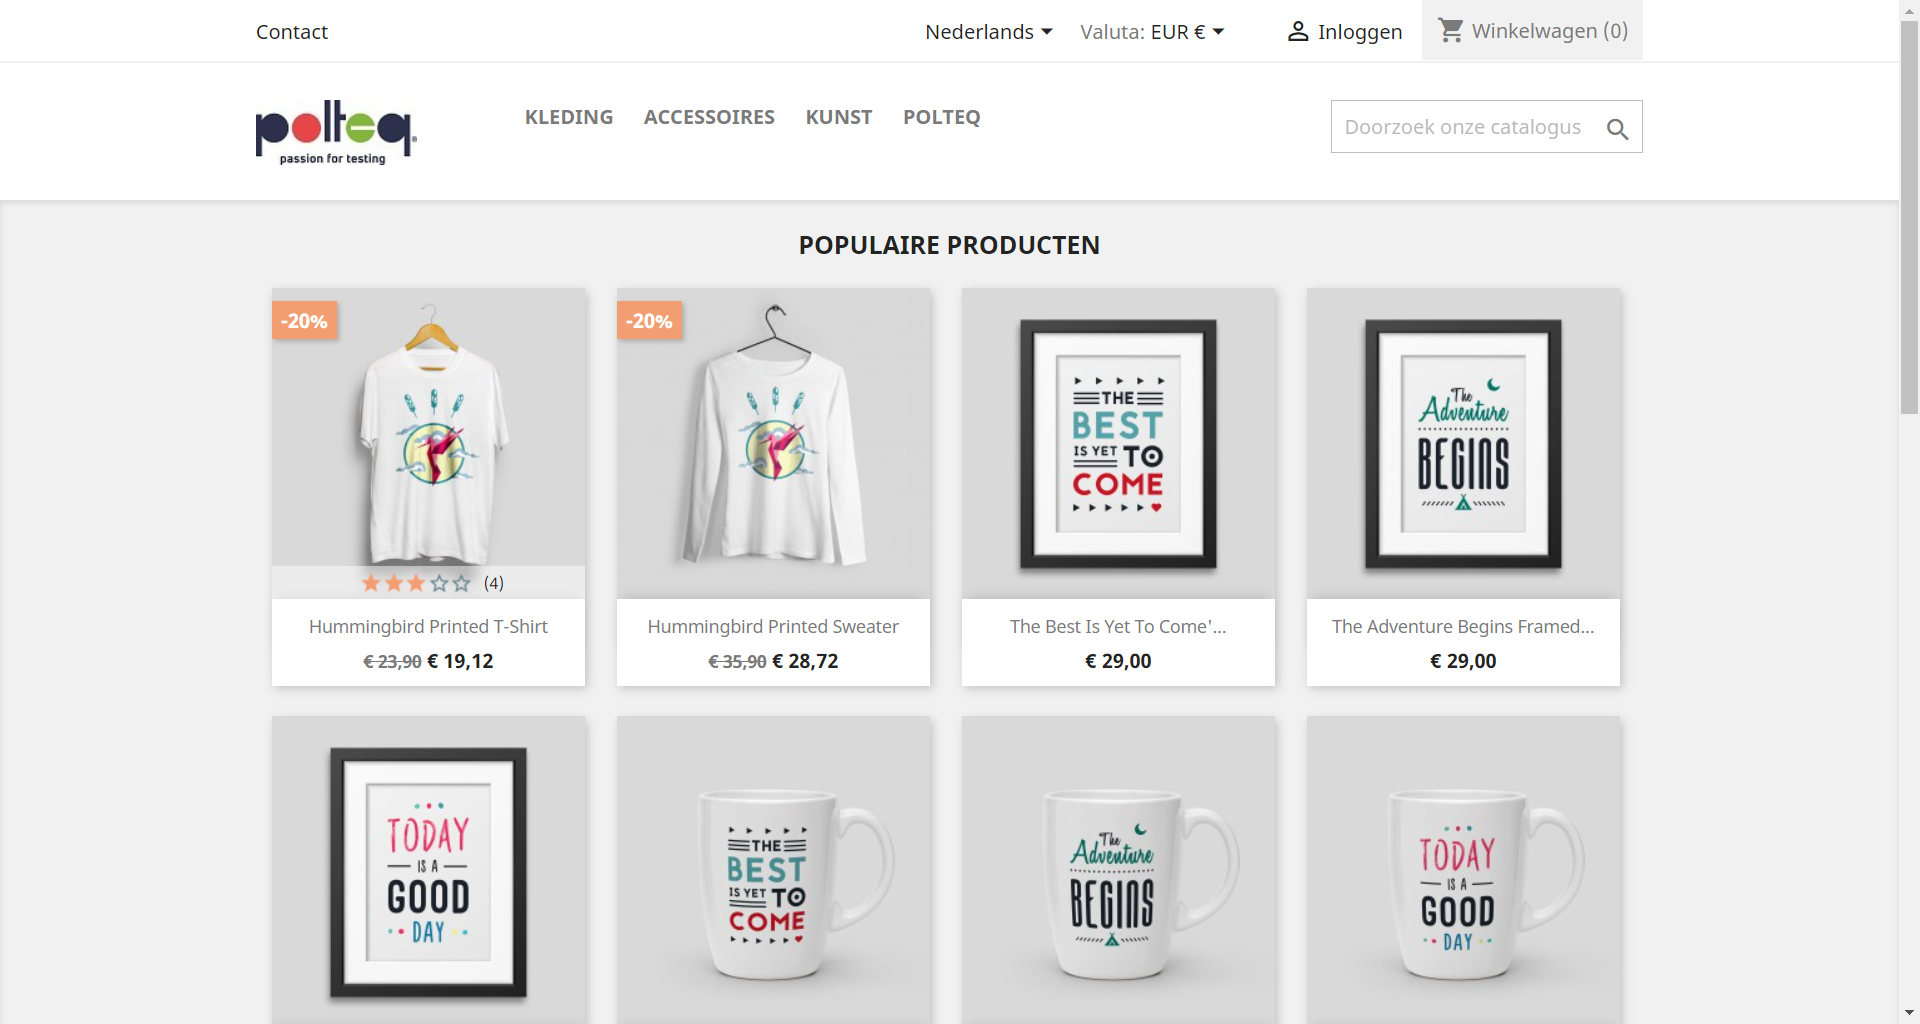 Contact
Nederlands
Valuta: EUR €
Inloggen
Winkelwagen (0)
polteq®
passion for testing
KLEDING
ACCESSOIRES
KUNST
POLTEQ
Doorzoek onze catalogus
POPULAIRE PRODUCTEN
-20%
-20%
THE
BEST
IS YET TO
COME
The
Adventure
BEGINS
(4)
Hummingbird Printed T-Shirt
€ 23,90 € 19,12
Hummingbird Printed Sweater
€ 35,90 € 28,72
The Best Is Yet To Come'...
€ 29,00
The Adventure Begins Framed...
€ 29,00
TODAY
IS A
GOOD
DAY
THE
BEST
IS YET TO
COME
The
Adventure
BEGINS
TODAY
IS A
GOOD
DAY